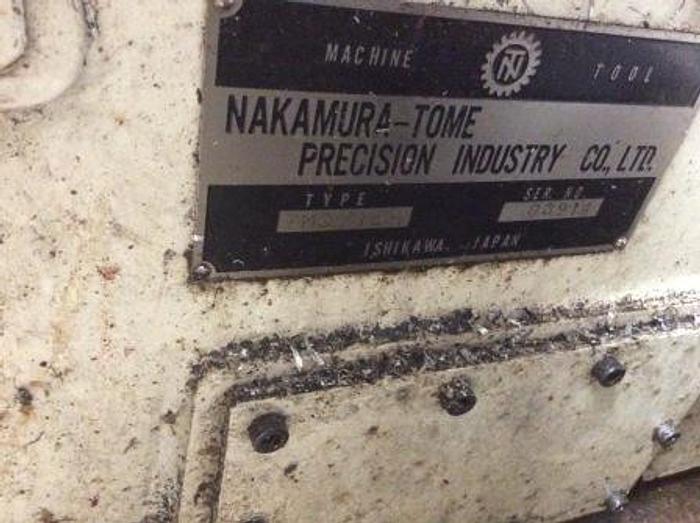 MACHINE TOOL
NAKAMURA-TOME
PRECISION INDUSTRY CO., LTD.
TYPE SER. NO.
ISHIKAWA, JAPAN